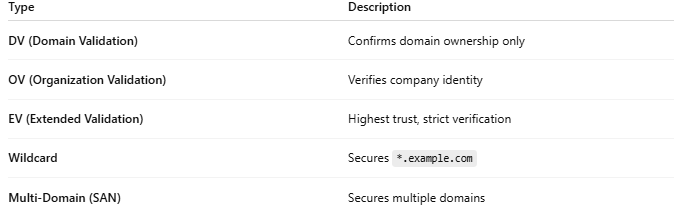 Type Description
DV (Domain Validation) Confirms domain ownership only
OV (Organization Validation) Verifies company identity
EV (Extended Validation) Highest trust, strict verification
Wildcard Secures *.example.com
Multi-Domain (SAN) Secures multiple domains